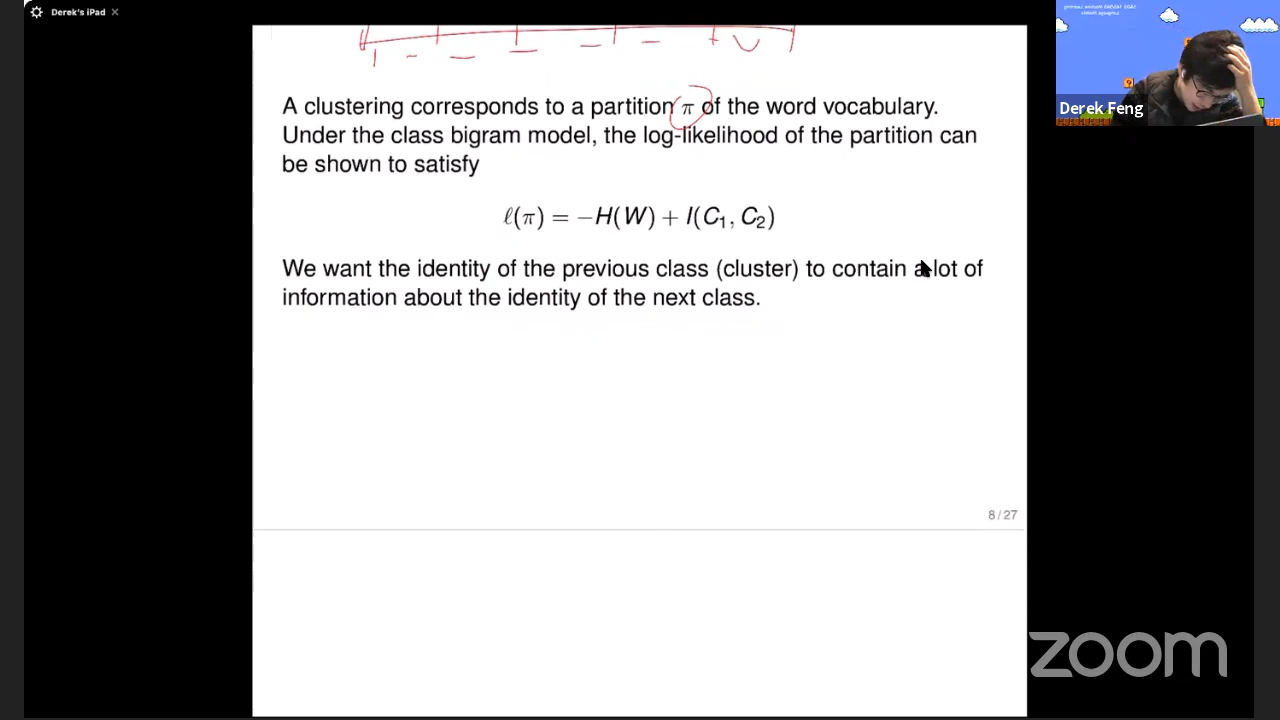 Derek's iPad
A clustering corresponds to a partition π of the word vocabulary.
Under the class bigram model, the log-likelihood of the partition can
be shown to satisfy
ℓ(π) = −H(W) + I(C₁, C₂)
We want the identity of the previous class (cluster) to contain a lot of
information about the identity of the next class.
8 / 27
Derek Feng
zoom